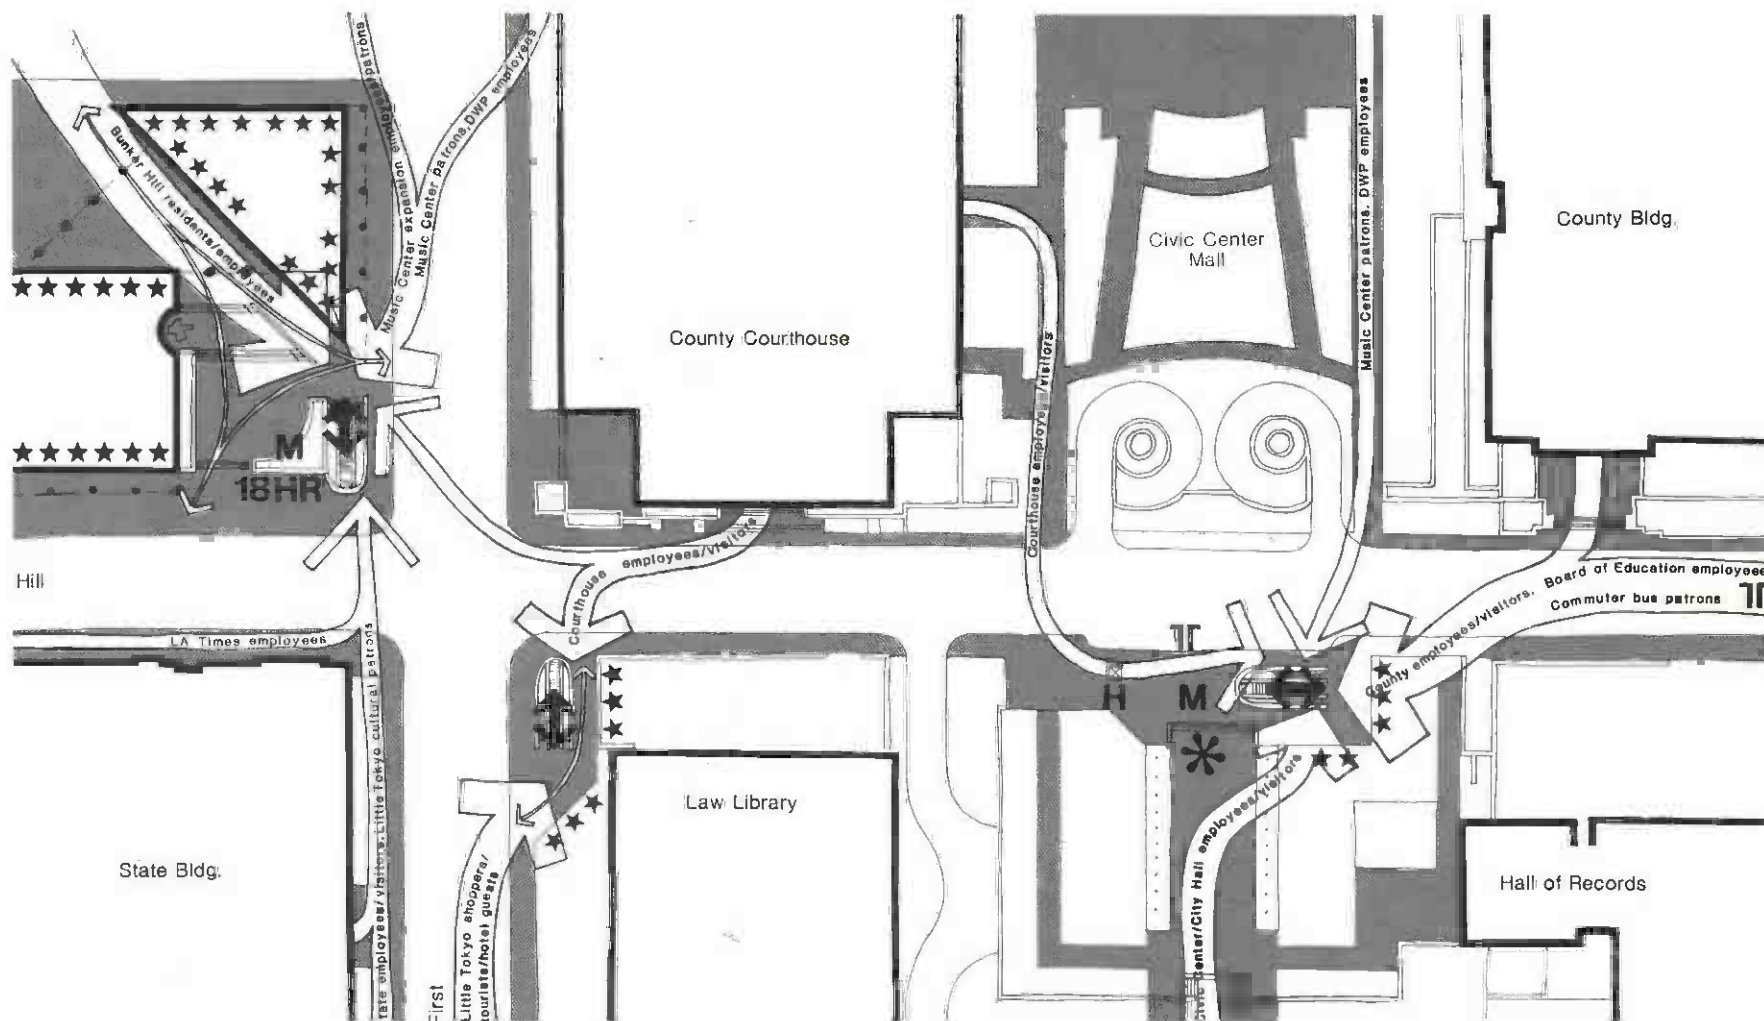 Music Center expansion employees/patrons
Music Center patrons, DWP employees
Bunker Hill residents/employees
M
18HR
County Courthouse
Civic Center
Mall
County Bldg.
Music Center patrons, DWP employees
Courthouse employees/visitors
Courthouse employees/visitors
Hill
LA Times employees
State employees/visitors, Little Tokyo cultural patrons
State Bldg.
First
Little Tokyo shoppers/
tourists/hotel guests
Law Library
H
M
County employees/visitors, Board of Education employees
Commuter bus patrons
Civic Center/City Hall employees/visitors
Hall of Records